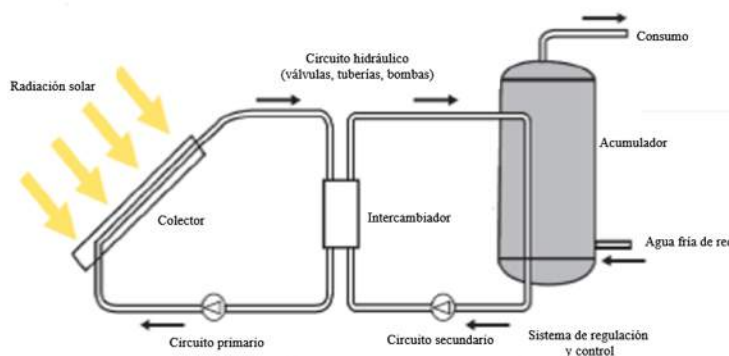 Consumo
Circuito hidráulico
(válvulas, tuberías, bombas)
Radiación solar
Acumulador
Colector
Intercambiador
Agua fría de red
Circuito primario
Circuito secundario
Sistema de regulación
y control